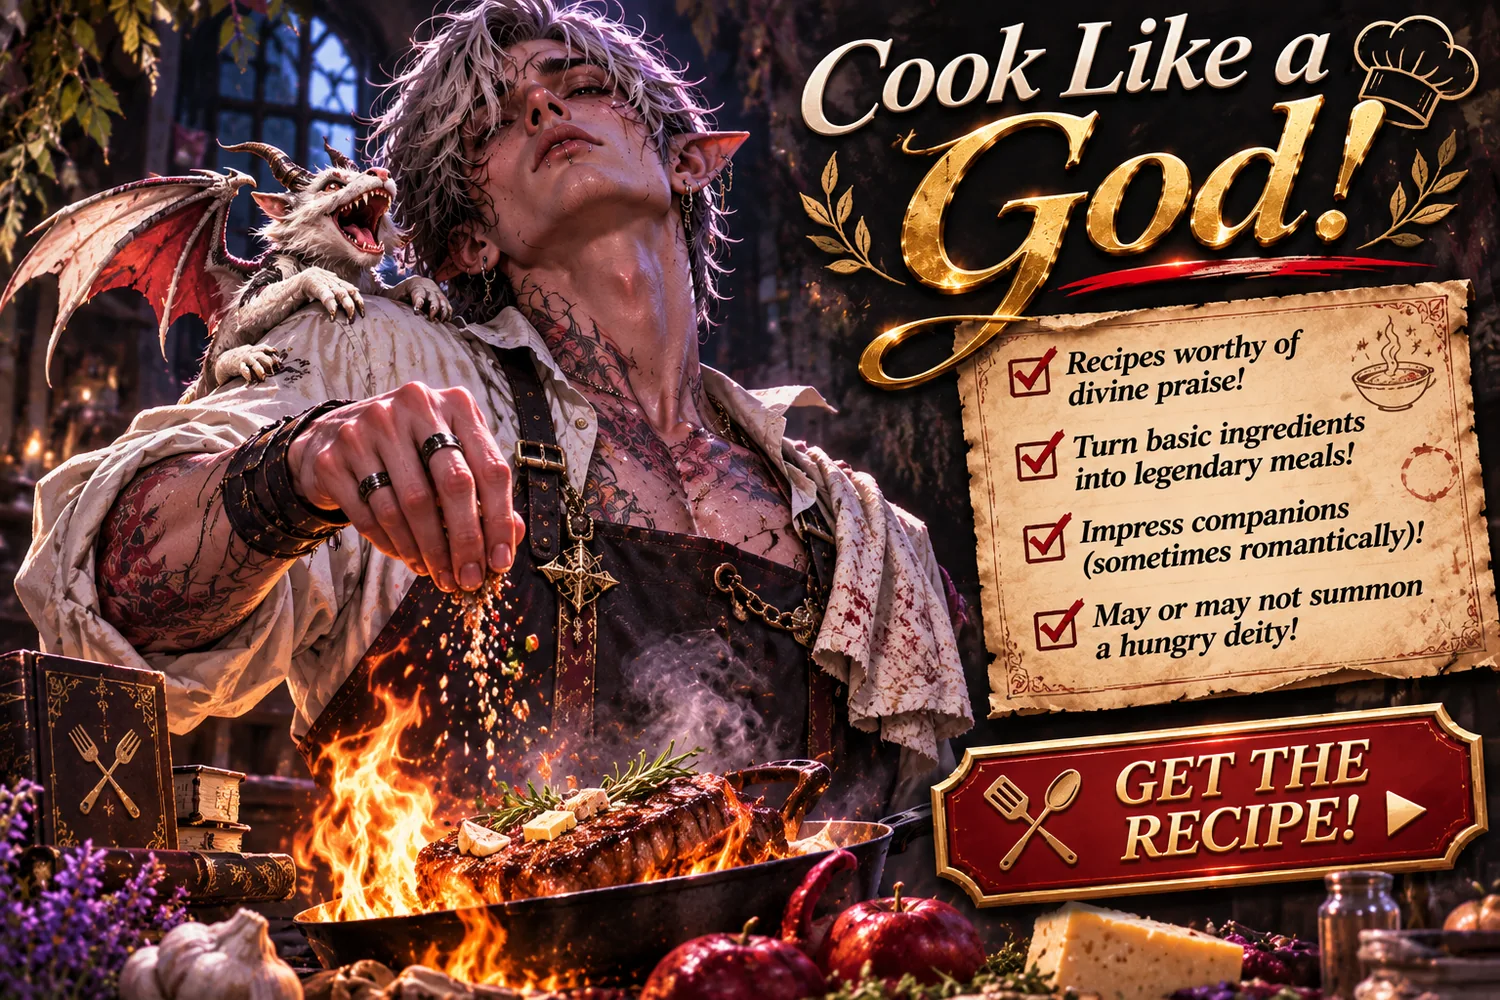 Cook Like a
God!
Recipes worthy of
divine praise!
Turn basic ingredients
into legendary meals!
Impress companions
(sometimes romantically)!
May or may not summon
a hungry deity!
GET THE
RECIPE!